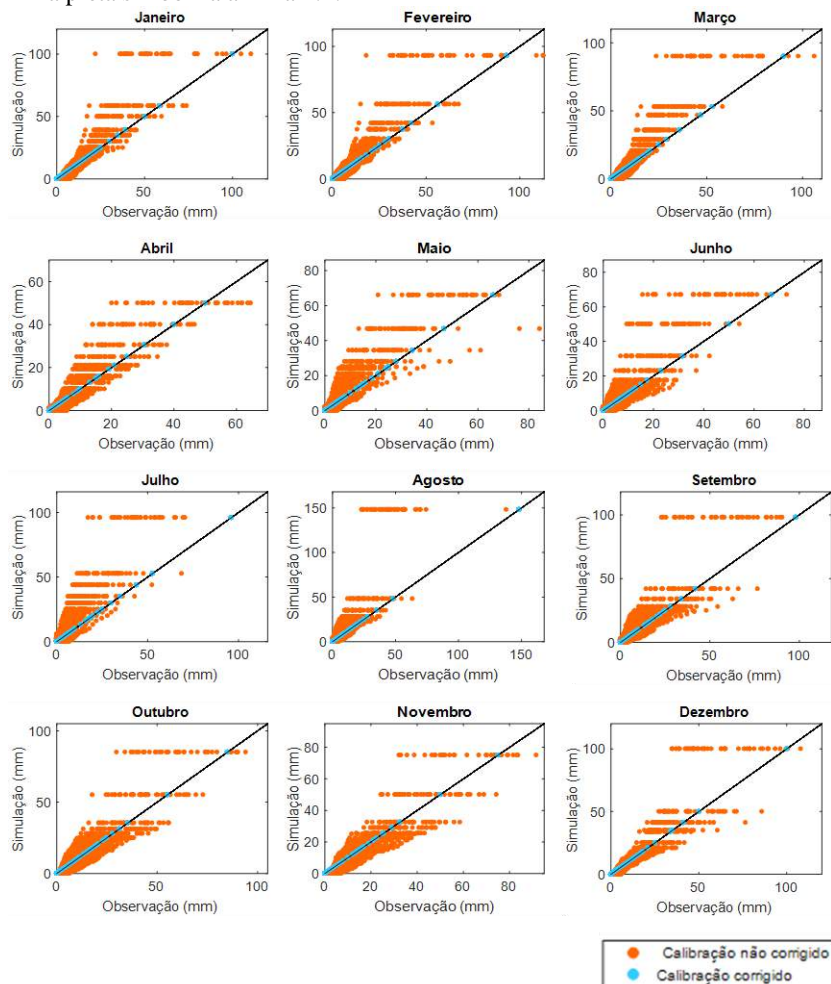 Janeiro
Fevereiro
Março
Simulação (mm)
100
50
0
0 50 100
Observação (mm)
Simulação (mm)
100
50
0
0 50 100
Observação (mm)
Simulação (mm)
100
50
0
0 50 100
Observação (mm)
Abril
Maio
Junho
Simulação (mm)
60
40
20
0
0 20 40 60
Observação (mm)
Simulação (mm)
80
60
40
20
0
0 20 40 60 80
Observação (mm)
Simulação (mm)
80
60
40
20
0
0 20 40 60 80
Observação (mm)
Julho
Agosto
Setembro
Simulação (mm)
100
50
0
0 50 100
Observação (mm)
Simulação (mm)
150
100
50
0
0 50 100 150
Observação (mm)
Simulação (mm)
100
50
0
0 50 100
Observação (mm)
Outubro
Novembro
Dezembro
Simulação (mm)
100
50
0
0 50 100
Observação (mm)
Simulação (mm)
80
60
40
20
0
0 20 40 60 80
Observação (mm)
Simulação (mm)
100
50
0
0 50 100
Observação (mm)
Calibração não corrigido
Calibração corrigido